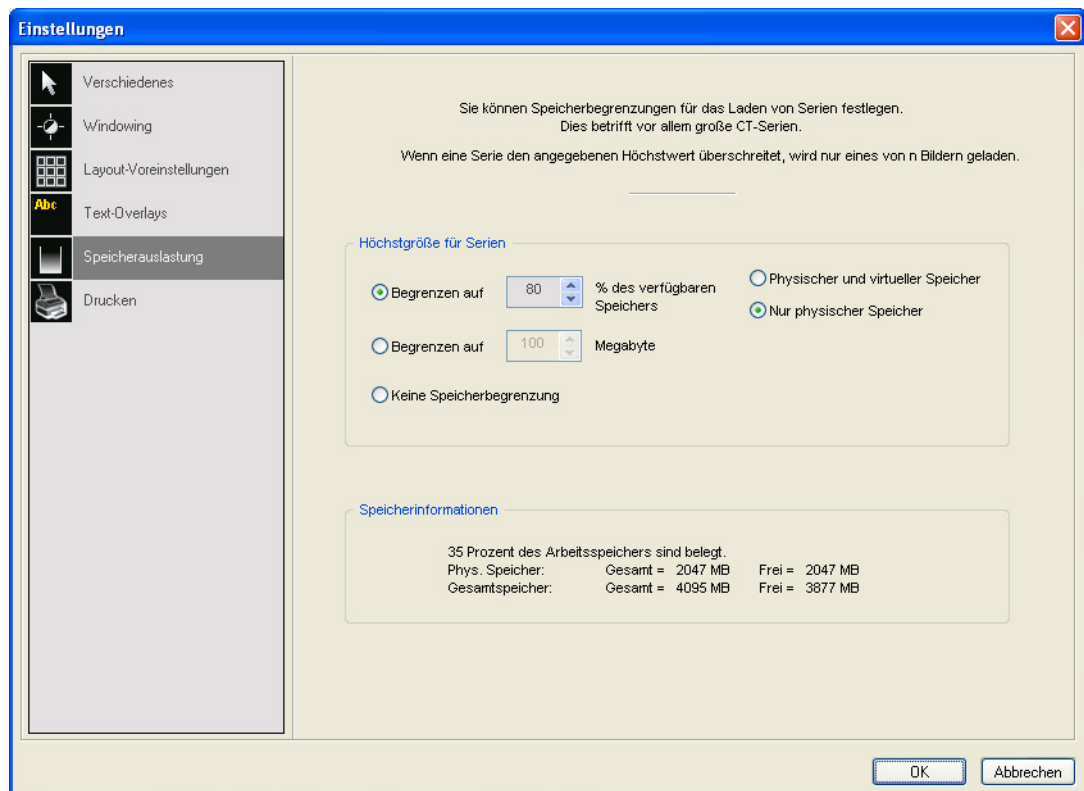 Einstellungen
Verschiedenes
Windowing
Layout-Voreinstellungen
Abc
Text-Overlays
Speicherauslastung
Drucken
Sie können Speicherbegrenzungen für das Laden von Serien festlegen.
Dies betrifft vor allem große CT-Serien.
Wenn eine Serie den angegebenen Höchstwert überschreitet, wird nur eines von n Bildern geladen.
Höchstgröße für Serien
Begrenzen auf 80 % des verfügbaren
Speichers
Physischer und virtueller Speicher
Nur physischer Speicher
Begrenzen auf 100 Megabyte
Keine Speicherbegrenzung
Speicherinformationen
35 Prozent des Arbeitsspeichers sind belegt.
Phys. Speicher: Gesamt = 2047 MB Frei = 2047 MB
Gesamtspeicher: Gesamt = 4095 MB Frei = 3877 MB
OK Abbrechen